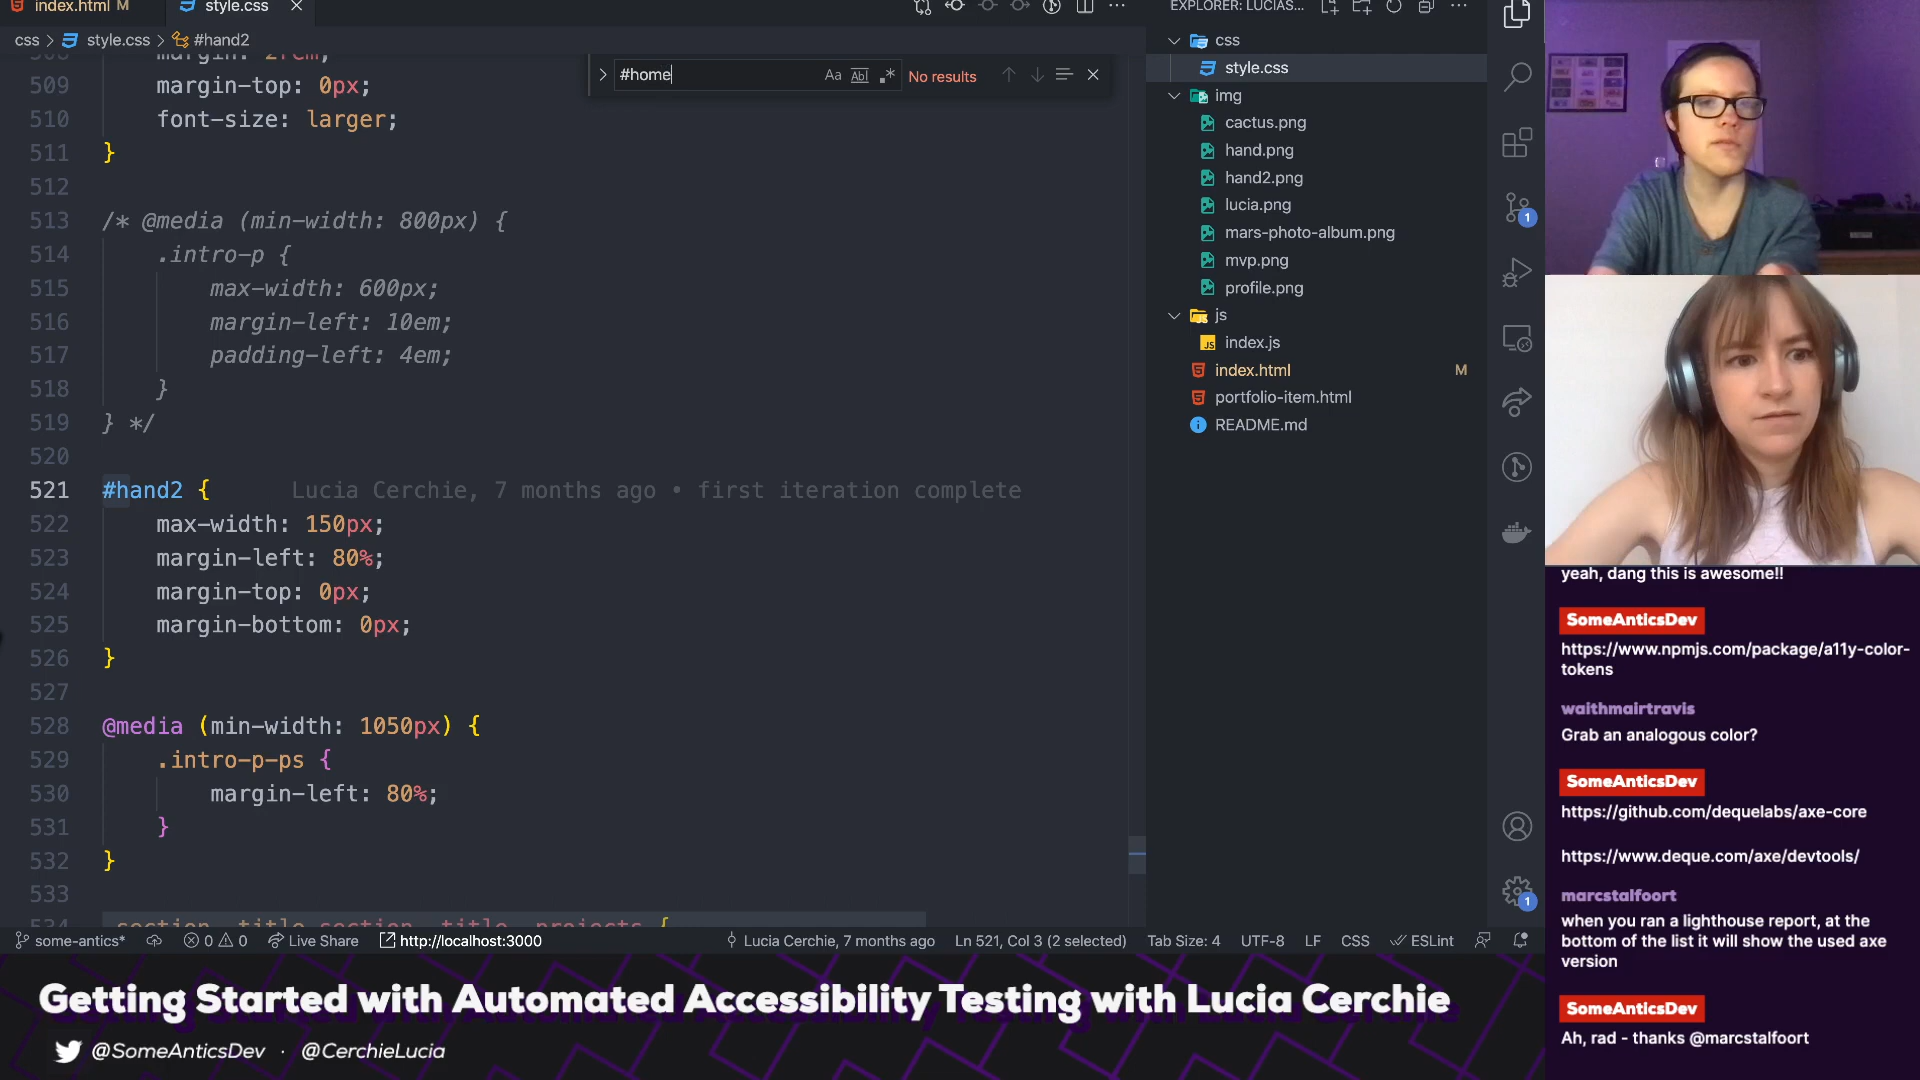 index.html M
style.css
EXPLORER: LUCIAS...
css > style.css > #hand2
#home
Aa
Abl
No results
508
margin: 2rem;
509 margin-top: 0px;
510 font-size: larger;
511 }
512
513 /* @media (min-width: 800px) {
514 .intro-p {
515 max-width: 600px;
516 margin-left: 10em;
517 padding-left: 4em;
518 }
519 } */
520
521 #hand2 { Lucia Cerchie, 7 months ago • first iteration complete
522 max-width: 150px;
523 margin-left: 80%;
524 margin-top: 0px;
525 margin-bottom: 0px;
526 }
527
528 @media (min-width: 1050px) {
529 .intro-p-ps {
530 margin-left: 80%;
531 }
532 }
533
534
css
style.css
img
cactus.png
hand.png
hand2.png
lucia.png
mars-photo-album.png
mvp.png
profile.png
js
JS index.js
index.html M
portfolio-item.html
README.md
1
1
some-antics* 0 0 Live Share http://localhost:3000 Lucia Cerchie, 7 months ago Ln 521, Col 3 (2 selected) Tab Size: 4 UTF-8 LF CSS ESLint
yeah, dang this is awesome!!
SomeAnticsDev
https://www.npmjs.com/package/a11y-color-
tokens
waithmairtravis
Grab an analogous color?
SomeAnticsDev
https://github.com/dequelabs/axe-core
https://www.deque.com/axe/devtools/
marcstalfoort
when you ran a lighthouse report, at the
bottom of the list it will show the used axe
version
SomeAnticsDev
Ah, rad - thanks @marcstalfoort
Getting Started with Automated Accessibility Testing with Lucia Cerchie
@SomeAnticsDev · @CerchieLucia